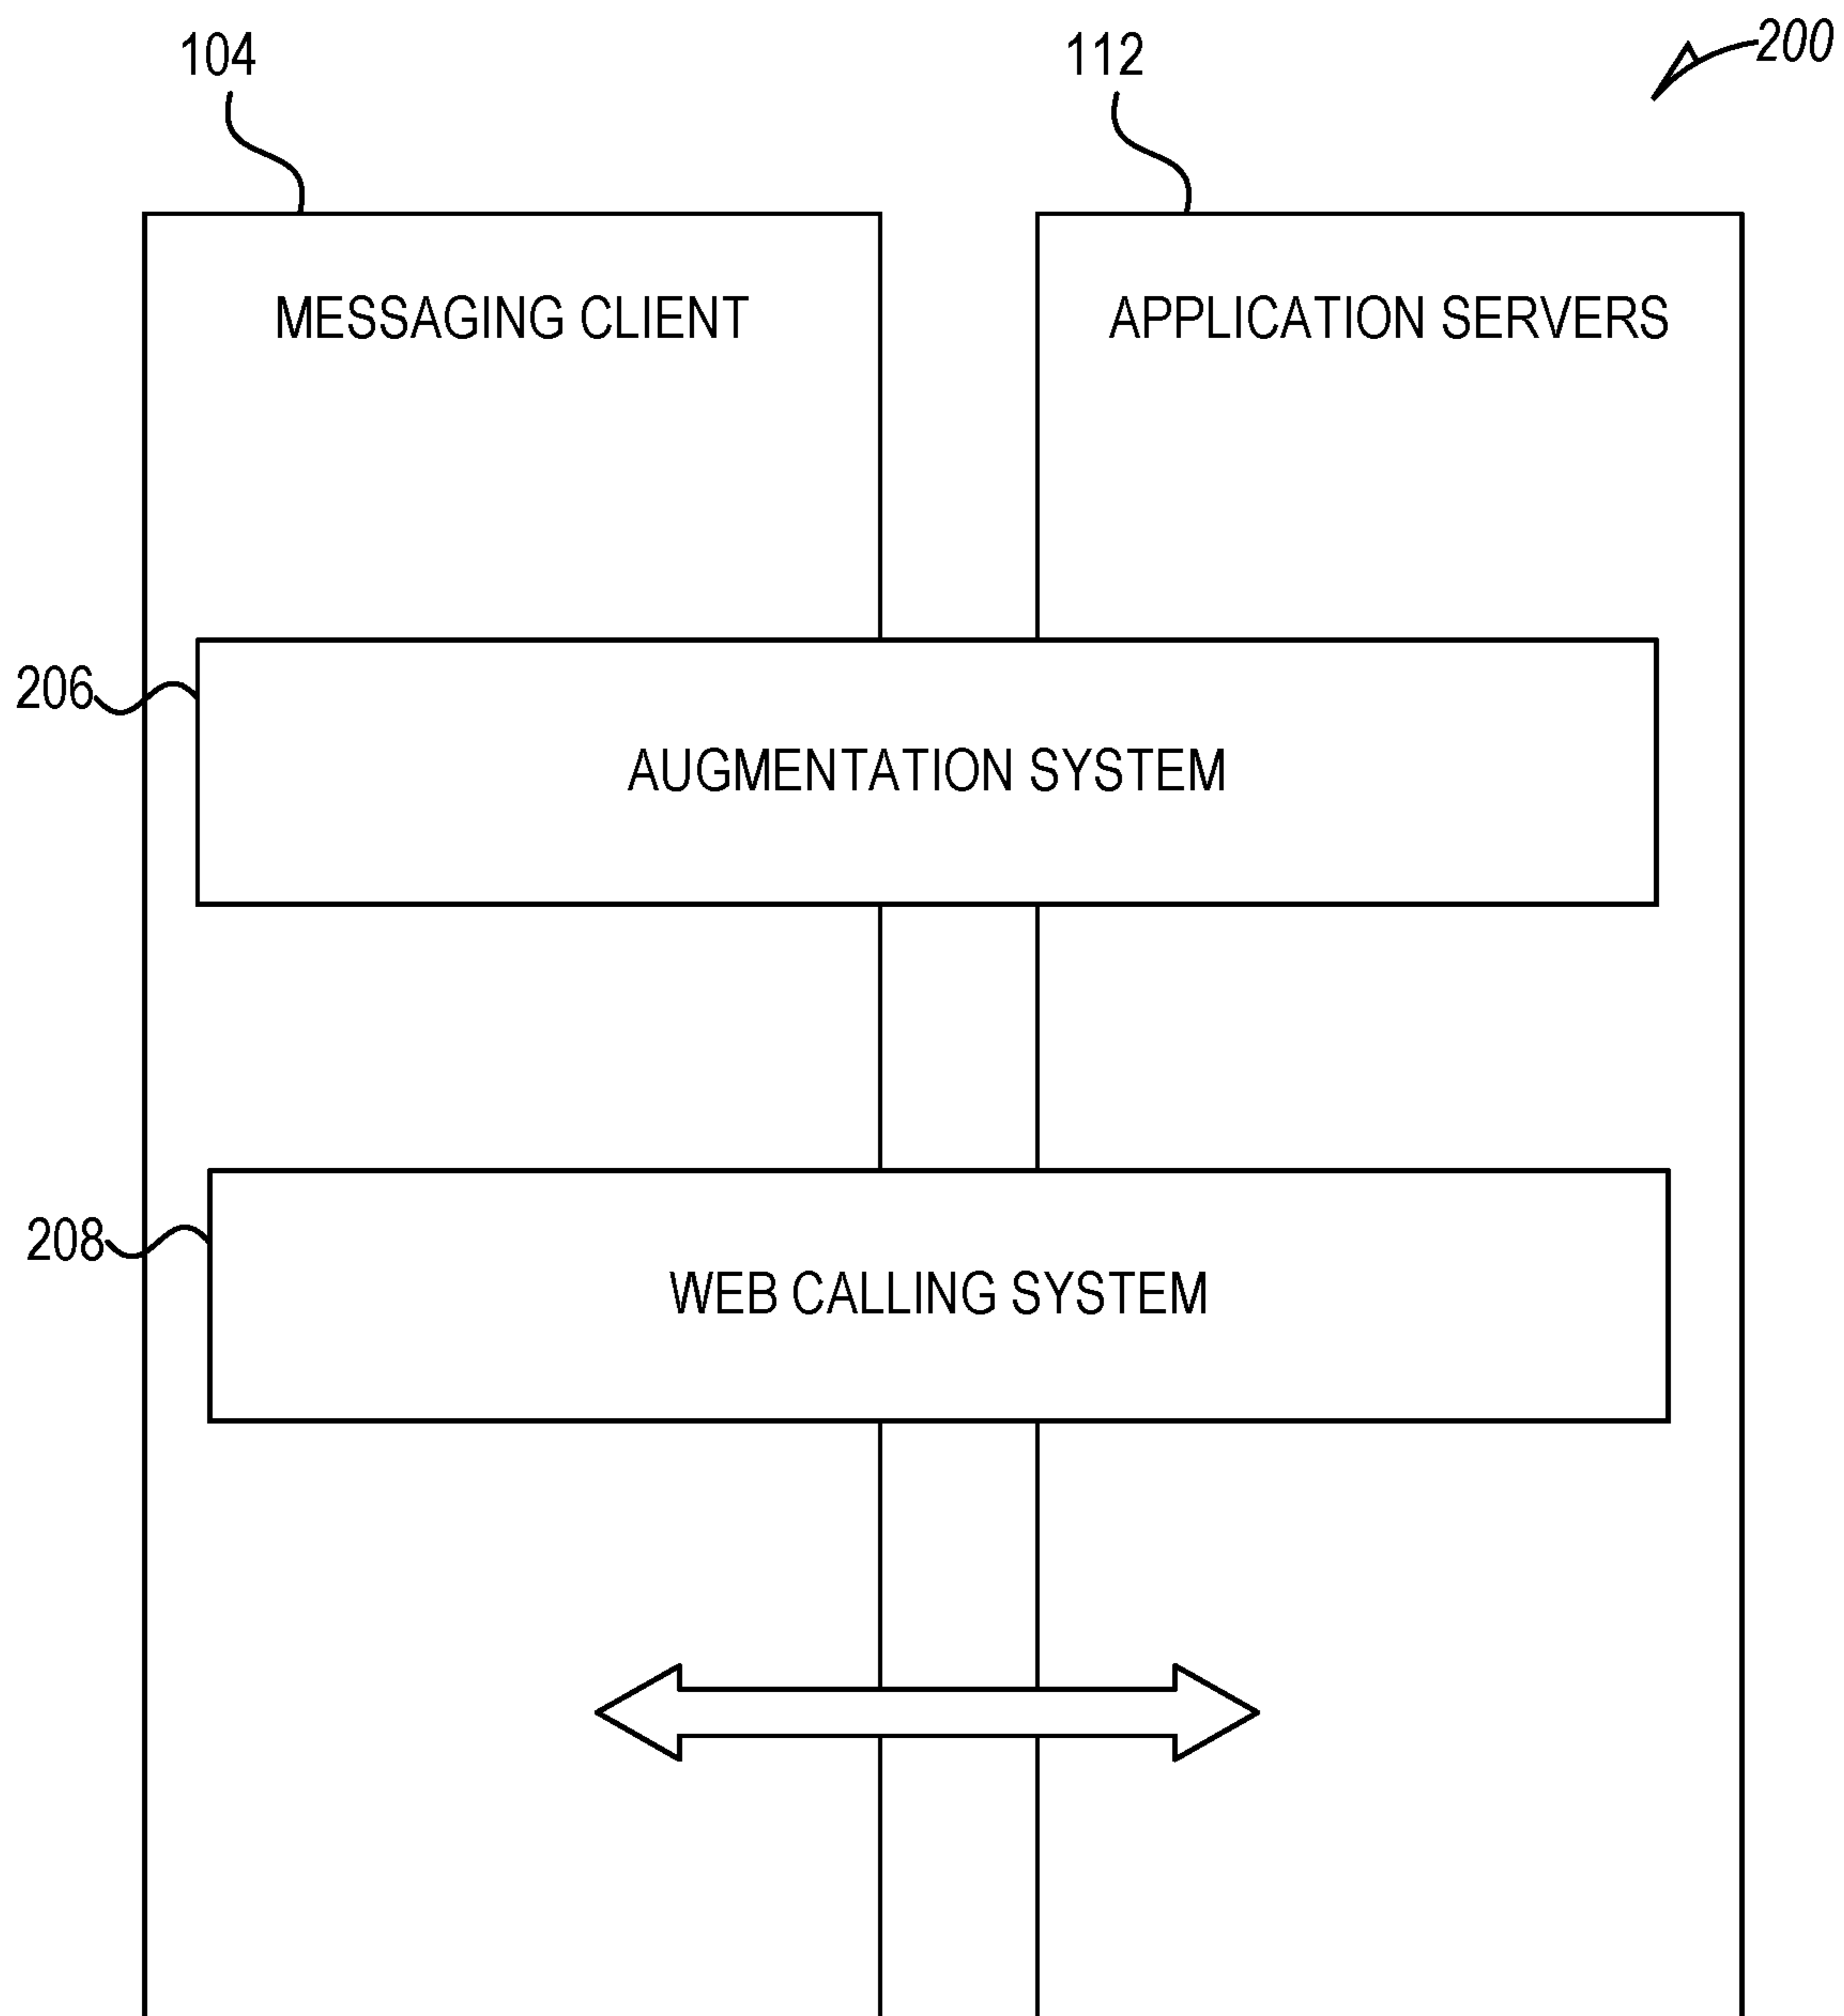 104
112
200
MESSAGING CLIENT
APPLICATION SERVERS
206
AUGMENTATION SYSTEM
208
WEB CALLING SYSTEM